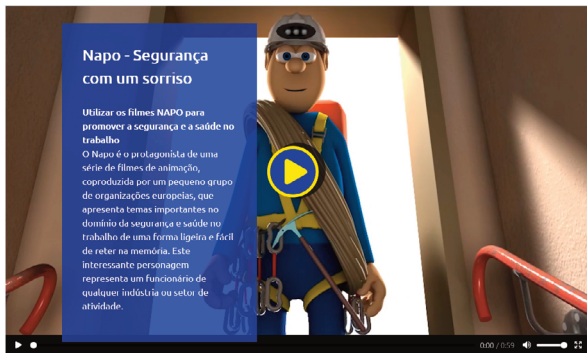 Napo - Segurança
com um sorriso
Utilizar os filmes NAPO para
promover a segurança e a saúde no
trabalho
O Napo é o protagonista de uma
série de filmes de animação,
coproduzida por um pequeno grupo
de organizações europeias, que
apresenta temas importantes no
domínio da segurança e saúde no
trabalho de uma forma ligeira e fácil
de reter na memória. Este
interessante personagem
representa um funcionário de
qualquer indústria ou setor de
atividade.
0:00 / 0:59